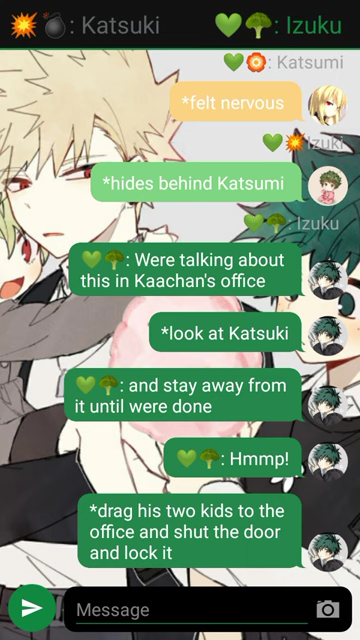 💥💣: Katsuki 💚🥦: Izuku
💚🏵️: Katsumi
*felt nervous
💚💥: Izuki
*hides behind Katsumi
💚🥦: Izuku
💚🥦: Were talking about
this in Kaachan's office
*look at Katsuki
💚🥦: and stay away from
it until were done
💚🥦: Hmmp!
*drag his two kids to the
office and shut the door
and lock it
Message